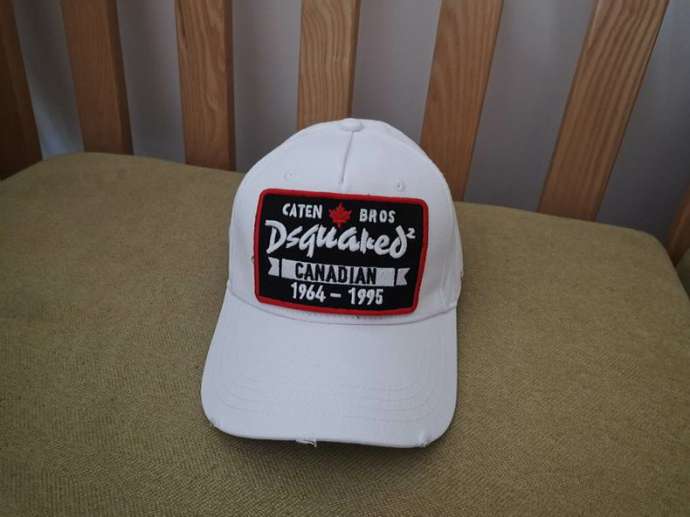 CATEN BROS
Dsquared²
CANADIAN
1964 - 1995